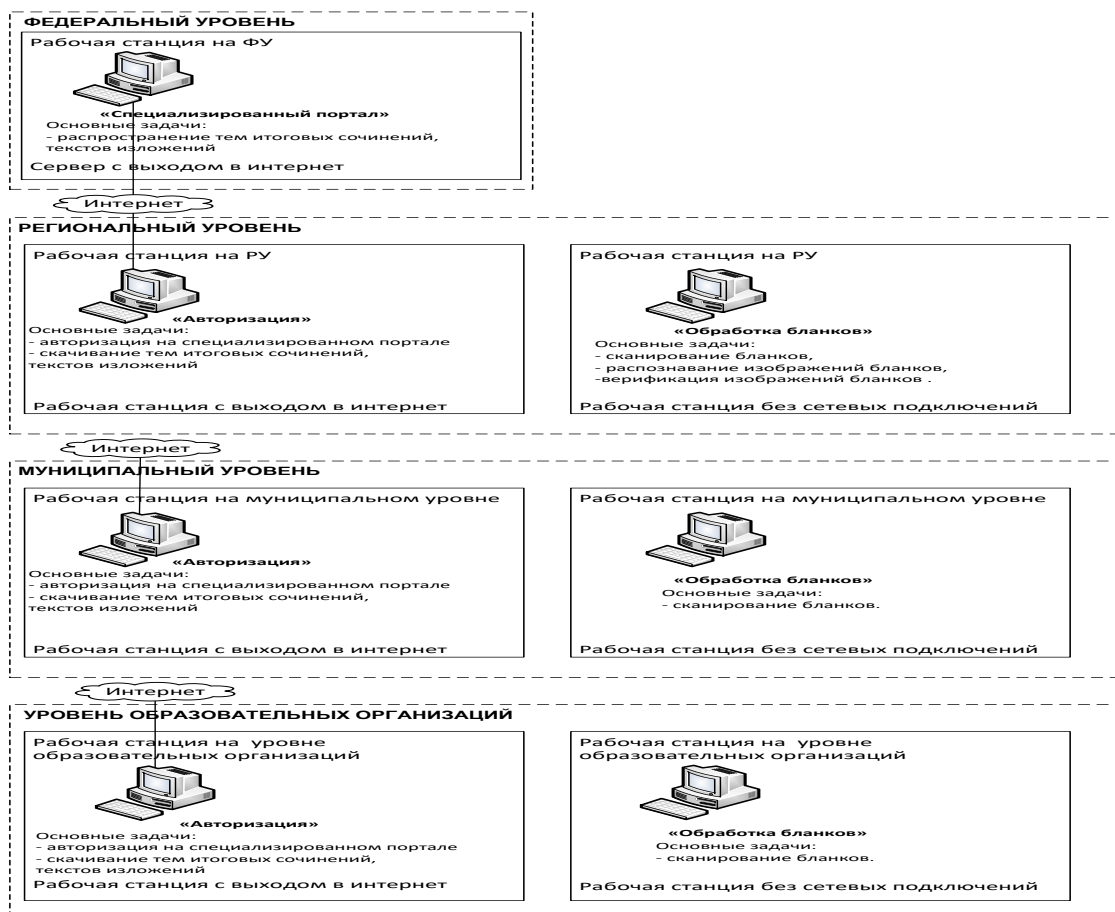 ФЕДЕРАЛЬНЫЙ УРОВЕНЬ
Рабочая станция на ФУ
«Специализированный портал»
Основные задачи:
- распространение тем итоговых сочинений,
текстов изложений
Сервер с выходом в интернет
Интернет
РЕГИОНАЛЬНЫЙ УРОВЕНЬ
Рабочая станция на РУ
«Авторизация»
Основные задачи:
- авторизация на специализированном портале
- скачивание тем итоговых сочинений,
текстов изложений
Рабочая станция с выходом в интернет
Рабочая станция на РУ
«Обработка бланков»
Основные задачи:
- сканирование бланков,
- распознавание изображений бланков,
-верификация изображений бланков .
Рабочая станция без сетевых подключений
Интернет
МУНИЦИПАЛЬНЫЙ УРОВЕНЬ
Рабочая станция на муниципальном уровне
«Авторизация»
Основные задачи:
- авторизация на специализированном портале
- скачивание тем итоговых сочинений,
текстов изложений
Рабочая станция с выходом в интернет
Рабочая станция на муниципальном уровне
«Обработка бланков»
Основные задачи:
- сканирование бланков.
Рабочая станция без сетевых подключений
Интернет
УРОВЕНЬ ОБРАЗОВАТЕЛЬНЫХ ОРГАНИЗАЦИЙ
Рабочая станция на уровне
образовательных организаций
«Авторизация»
Основные задачи:
- авторизация на специализированном портале
- скачивание тем итоговых сочинений,
текстов изложений
Рабочая станция с выходом в интернет
Рабочая станция на уровне
образовательных организаций
«Обработка бланков»
Основные задачи:
- сканирование бланков.
Рабочая станция без сетевых подключений